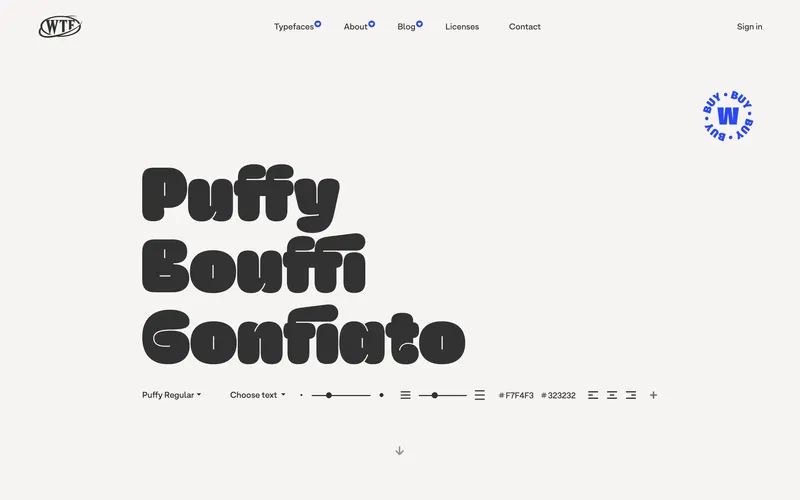 WTF
Typefaces
About
Blog
Licenses
Contact
Sign in
BUY • BUY • BUY • BUY •
W
Puffy
Bouffi
Gonfiato
Puffy Regular
Choose text
#F7F4F3
#323232